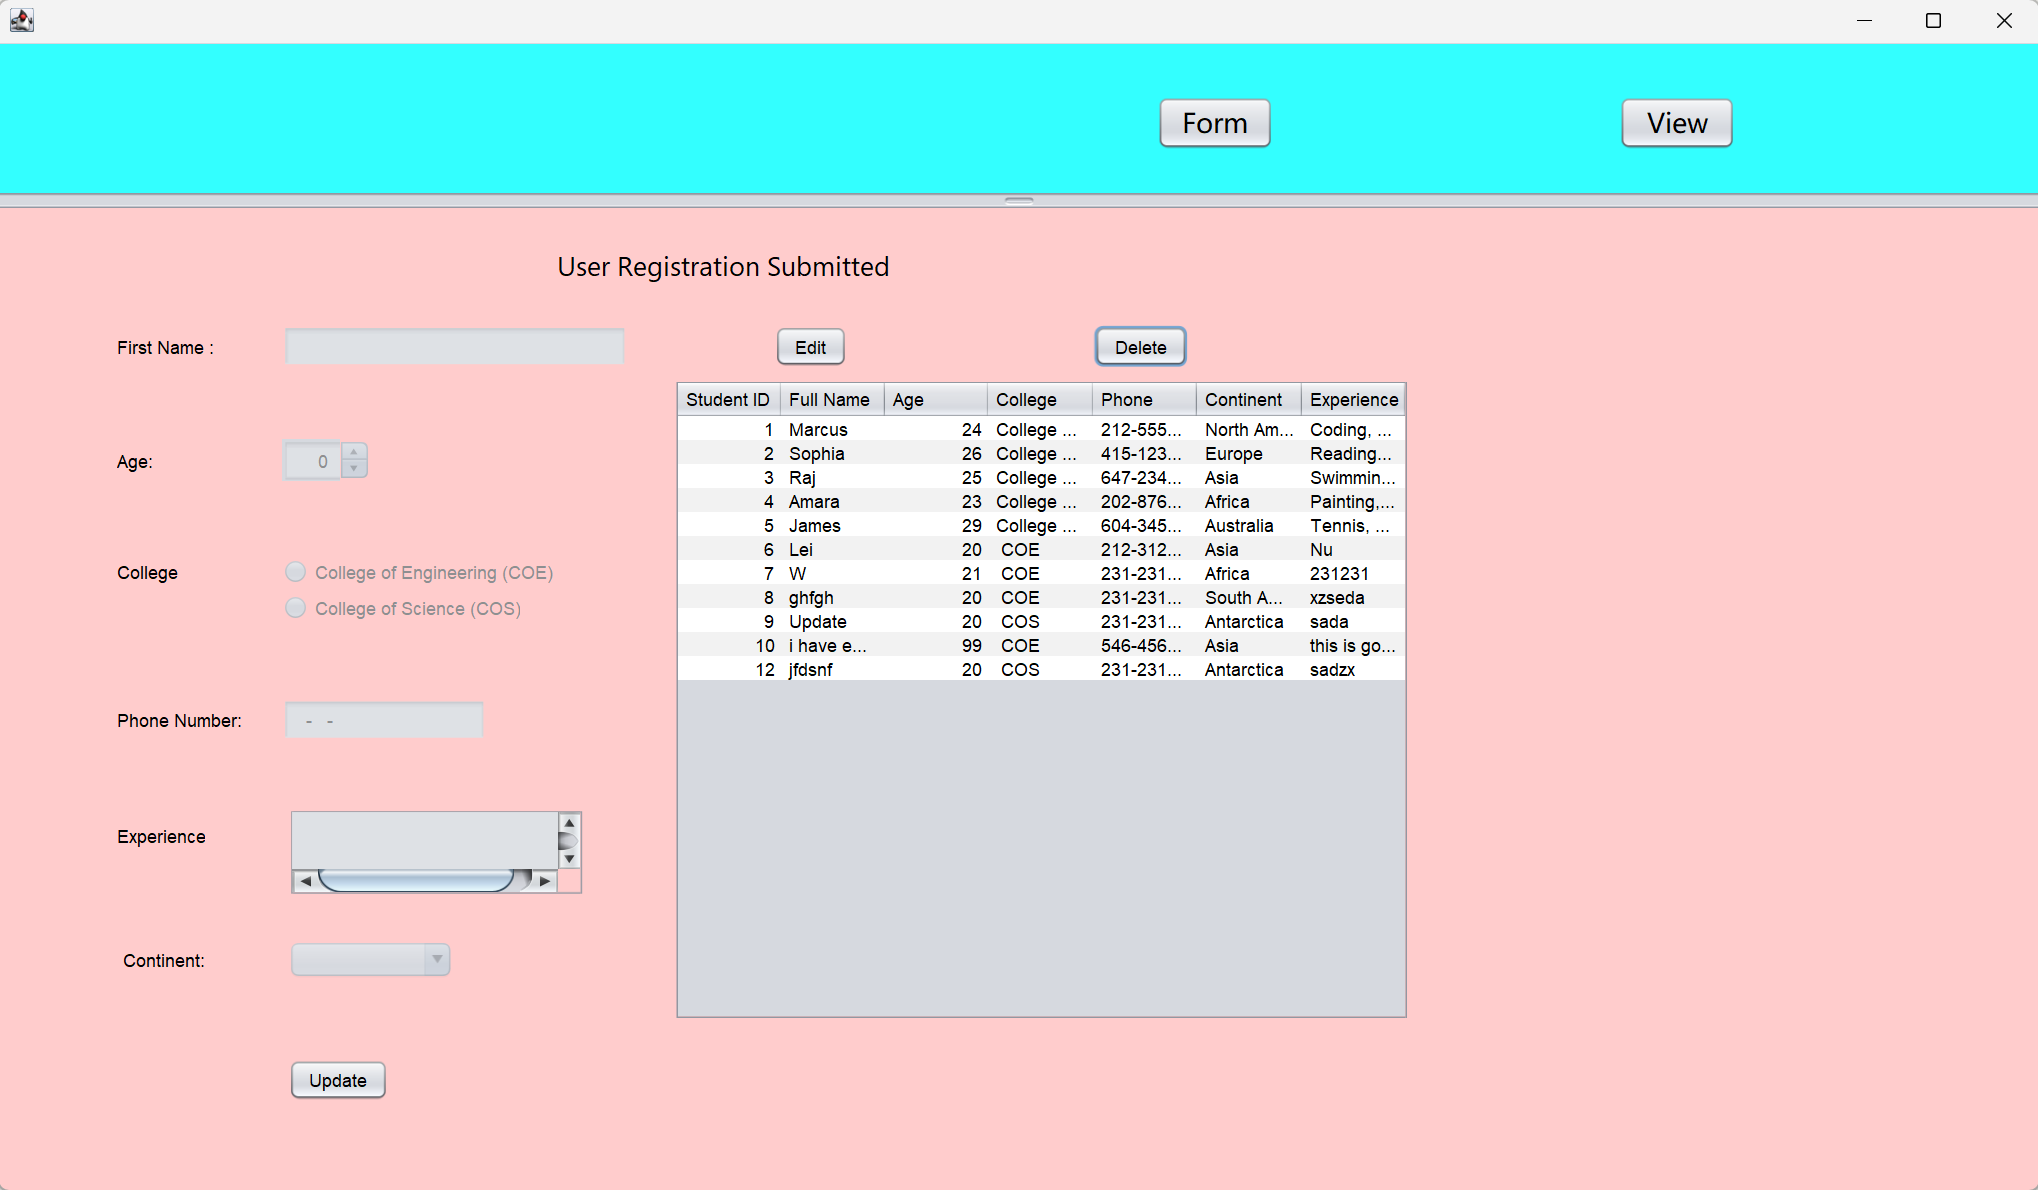 Form View
User Registration Submitted
First Name :
Edit Delete
Age:
0
College
College of Engineering (COE)
College of Science (COS)
Phone Number:
- -
Experience
Continent:
Update
Student ID Full Name Age College Phone Continent Experience
1 Marcus 24 College ... 212-555... North Am... Coding, ...
2 Sophia 26 College ... 415-123... Europe Reading...
3 Raj 25 College ... 647-234... Asia Swimmin...
4 Amara 23 College ... 202-876... Africa Painting,...
5 James 29 College ... 604-345... Australia Tennis, ...
6 Lei 20 COE 212-312... Asia Nu
7 W 21 COE 231-231... Africa 231231
8 ghfgh 20 COE 231-231... South A... xzseda
9 Update 20 COS 231-231... Antarctica sada
10 i have e... 99 COE 546-456... Asia this is go...
12 jfdsnf 20 COS 231-231... Antarctica sadzx